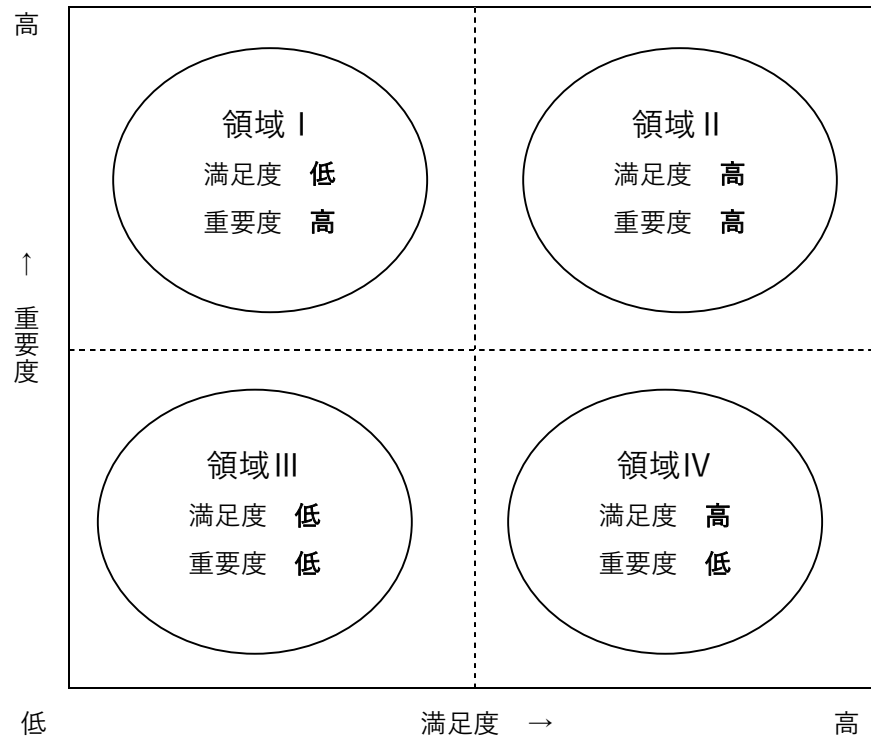 高
領域Ⅰ
満足度 低
重要度 高
領域Ⅱ
満足度 高
重要度 高
↑ 重要度
領域Ⅲ
満足度 低
重要度 低
領域Ⅳ
満足度 高
重要度 低
低
満足度 →
高